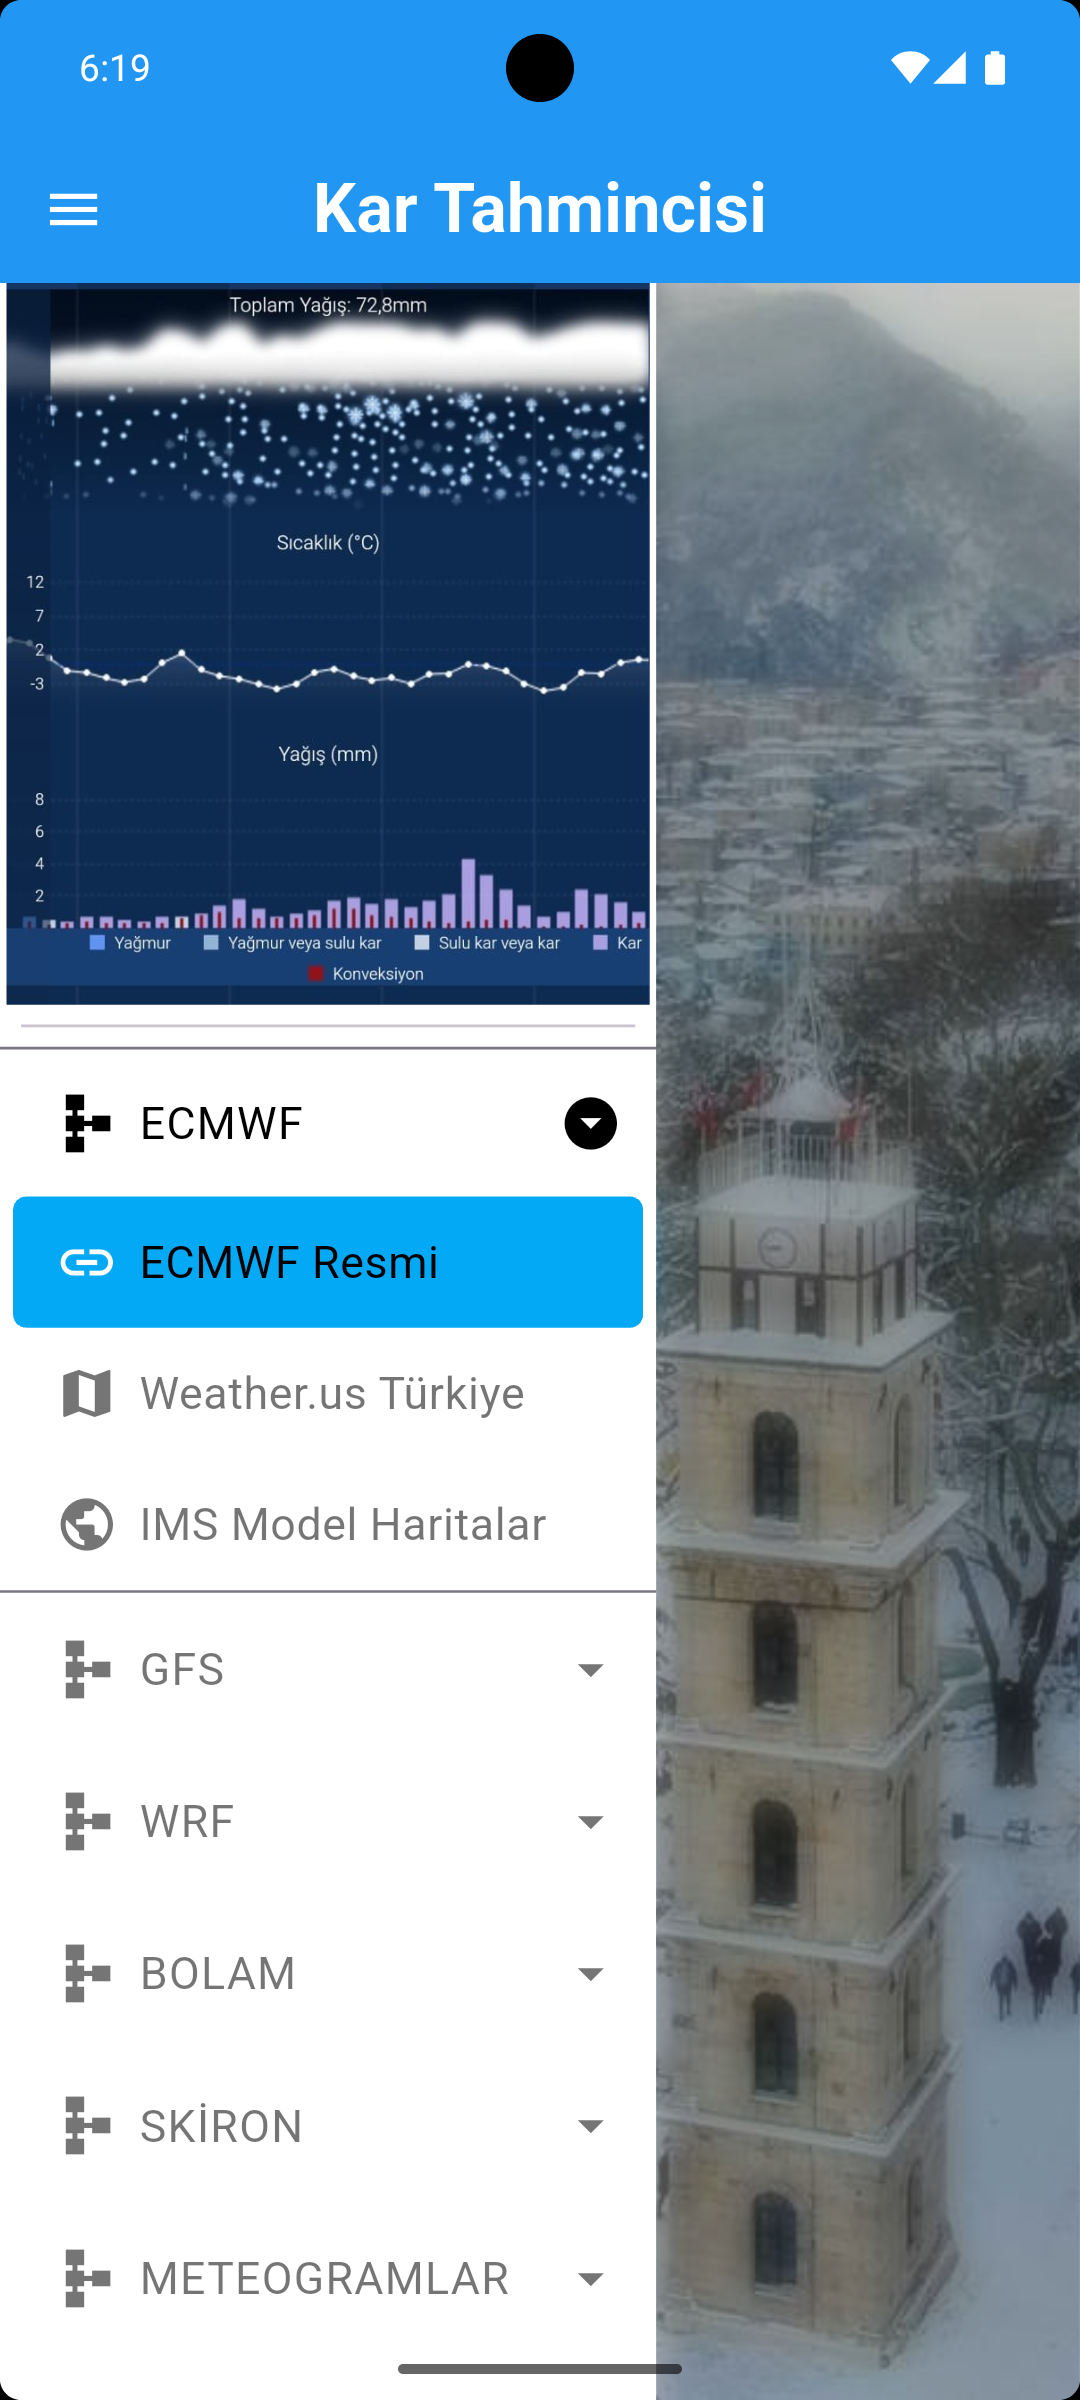 6:19
Kar Tahmincisi
Toplam Yağış: 72,8mm
Sıcaklık (°C)
12
7
2
-3
Yağış (mm)
8
6
4
2
Yağmur Yağmur veya sulu kar Sulu kar veya kar Kar
Konveksiyon
ECMWF
ECMWF Resmi
Weather.us Türkiye
IMS Model Haritalar
GFS
WRF
BOLAM
SKİRON
METEOGRAMLAR